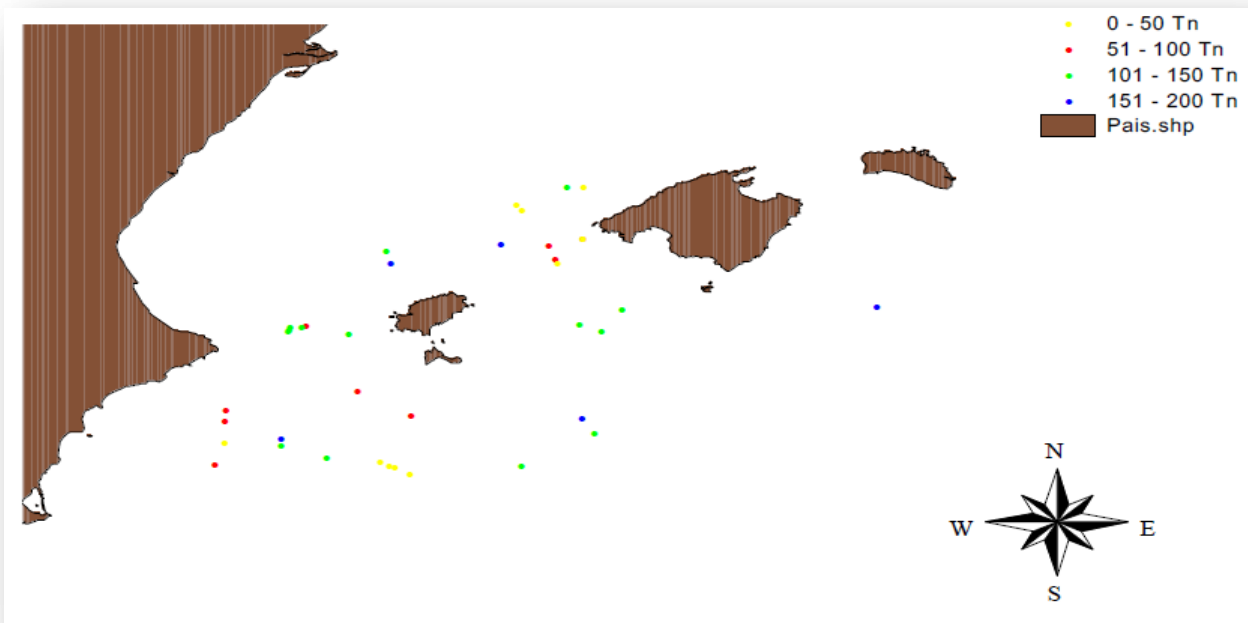 0 - 50 Tn
51 - 100 Tn
101 - 150 Tn
151 - 200 Tn
Pais.shp
N
W E
S